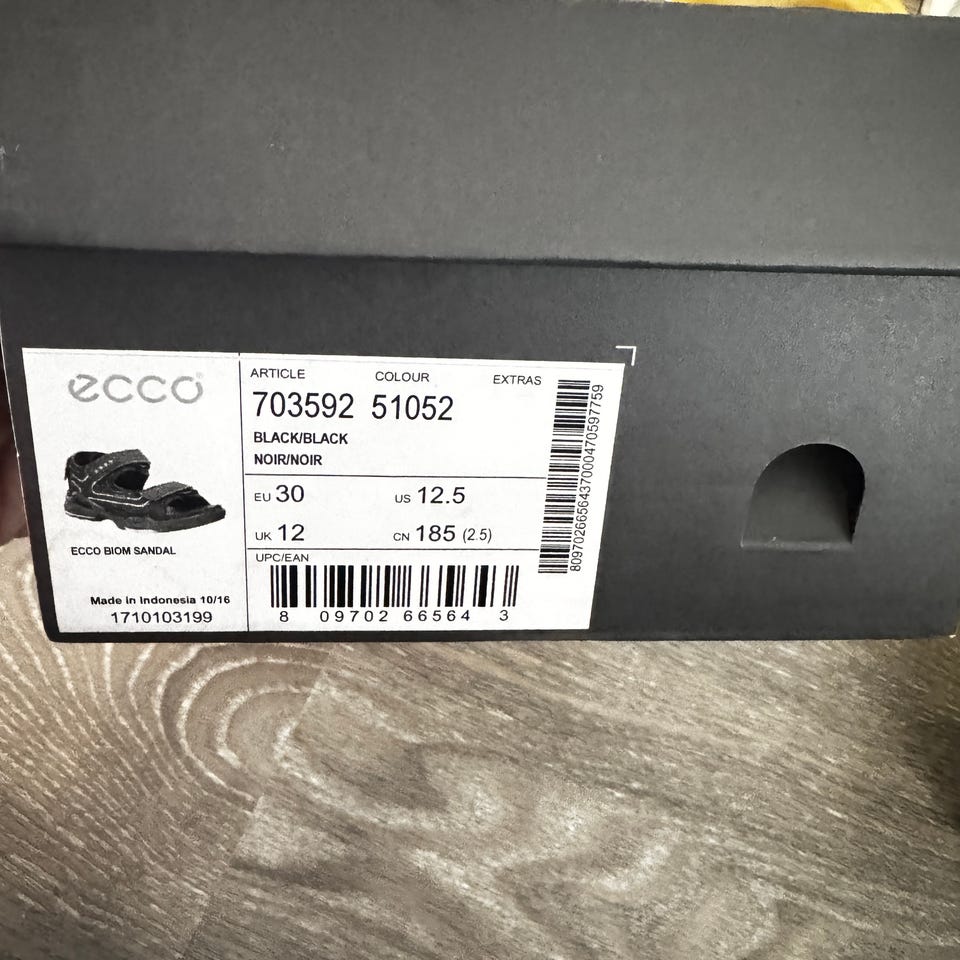 ecco®
ECCO BIOM SANDAL
Made in Indonesia 10/16
1710103199
ARTICLE COLOUR EXTRAS
703592 51052
BLACK/BLACK
NOIR/NOIR
EU 30 US 12.5
UK 12 CN 185 (2.5)
UPC/EAN
8 09702 66564 3
8097026656437000470597759